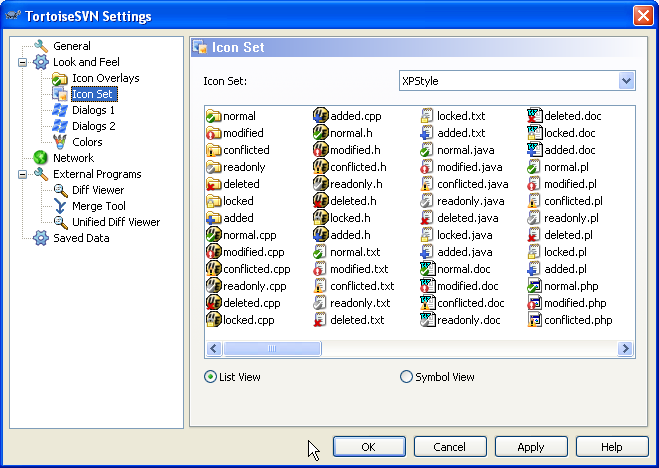 TortoiseSVN Settings
General
Look and Feel
Icon Overlays
Icon Set
Dialogs 1
Dialogs 2
Colors
Network
External Programs
Diff Viewer
Merge Tool
Unified Diff Viewer
Saved Data
Icon Set
Icon Set: XPStyle
normal added.cpp locked.txt deleted.doc
modified normal.h added.txt locked.doc
conflicted modified.h normal.java added.doc
readonly conflicted.h modified.java normal.pl
deleted readonly.h conflicted.java modified.pl
locked deleted.h readonly.java conflicted.pl
added locked.h deleted.java readonly.pl
normal.cpp added.h locked.java deleted.pl
modified.cpp normal.txt added.java locked.pl
conflicted.cpp modified.txt normal.doc added.pl
readonly.cpp conflicted.txt modified.doc normal.php
deleted.cpp readonly.txt conflicted.doc modified.php
locked.cpp deleted.txt readonly.doc conflicted.php
List View Symbol View
OK Cancel Apply Help